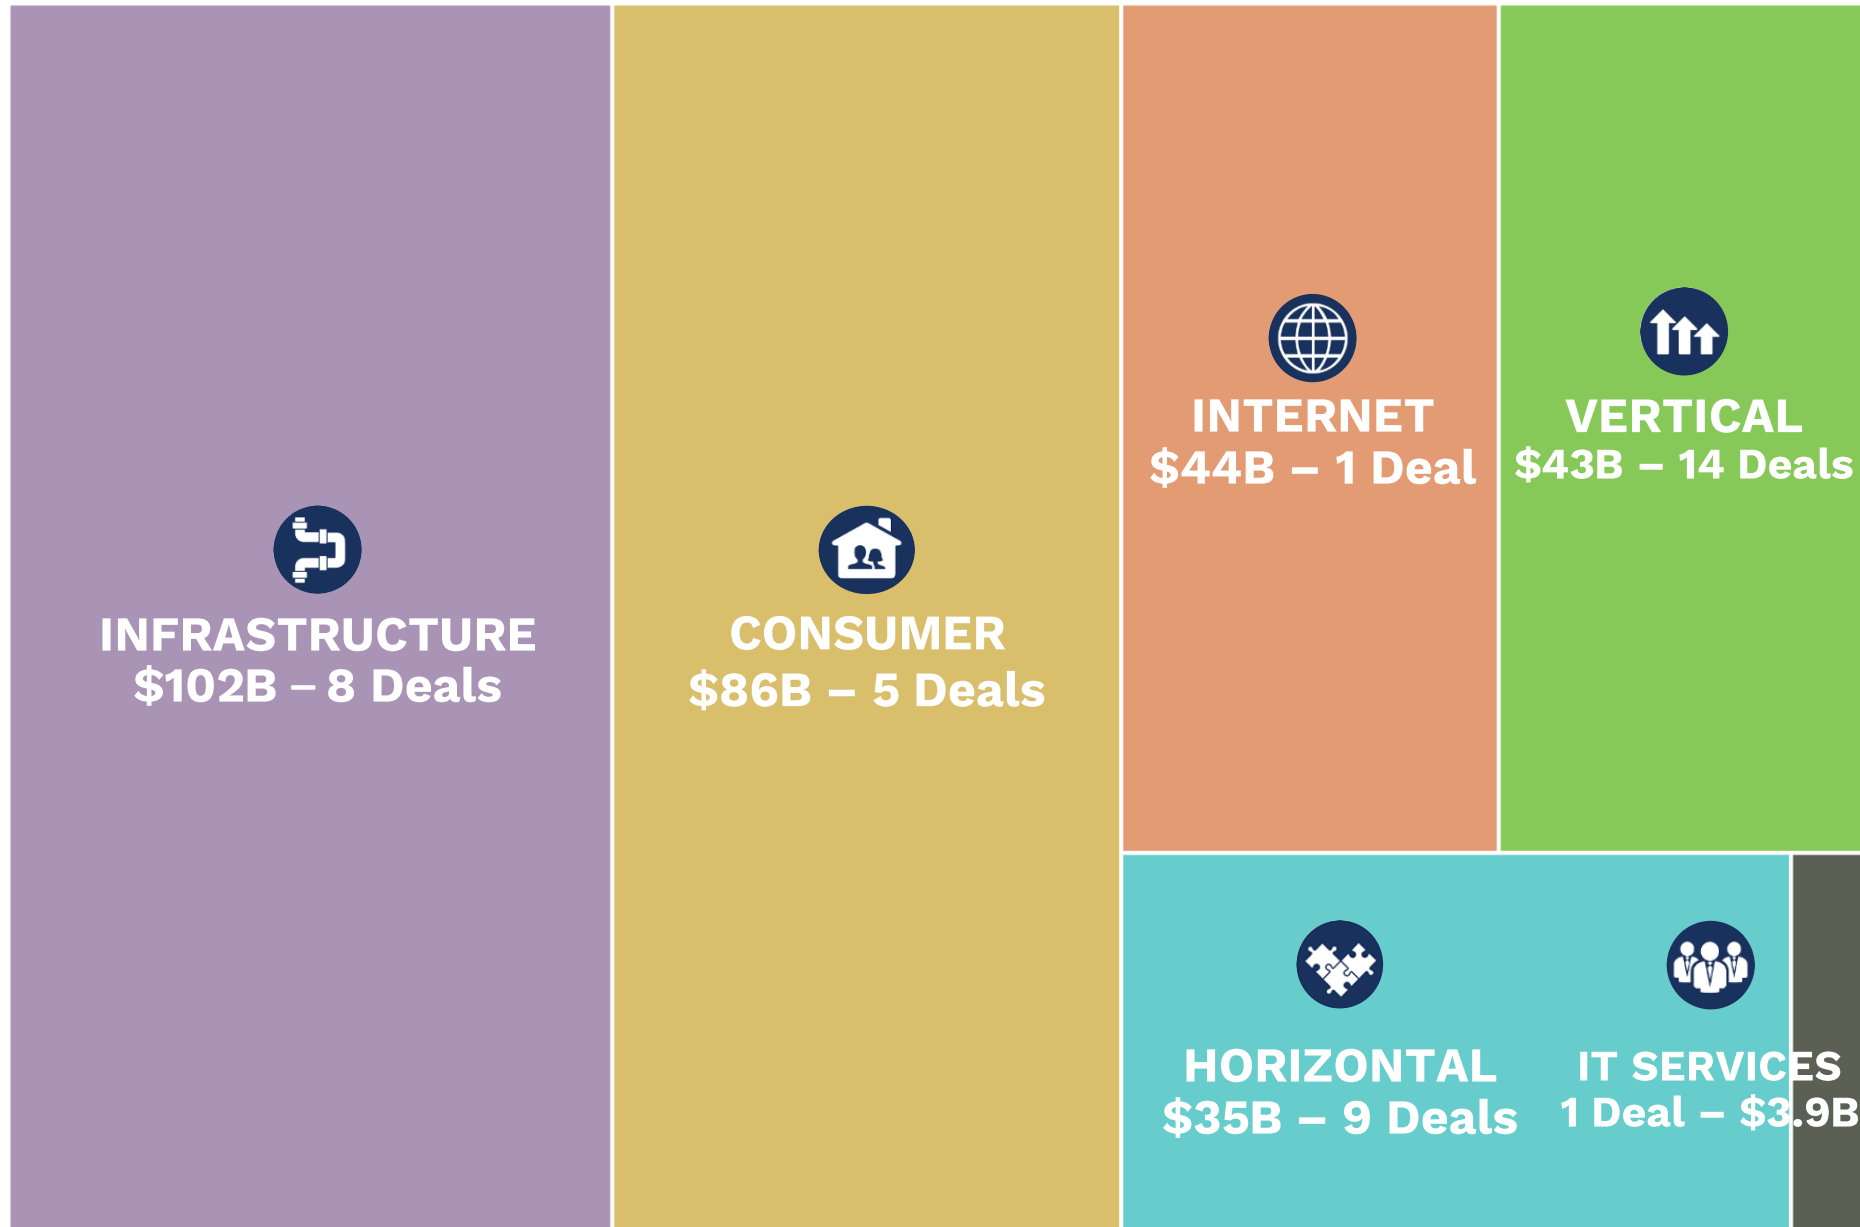 INFRASTRUCTURE
$102B – 8 Deals
CONSUMER
$86B – 5 Deals
INTERNET
$44B – 1 Deal
VERTICAL
$43B – 14 Deals
HORIZONTAL
$35B – 9 Deals
IT SERVICES
1 Deal – $3.9B